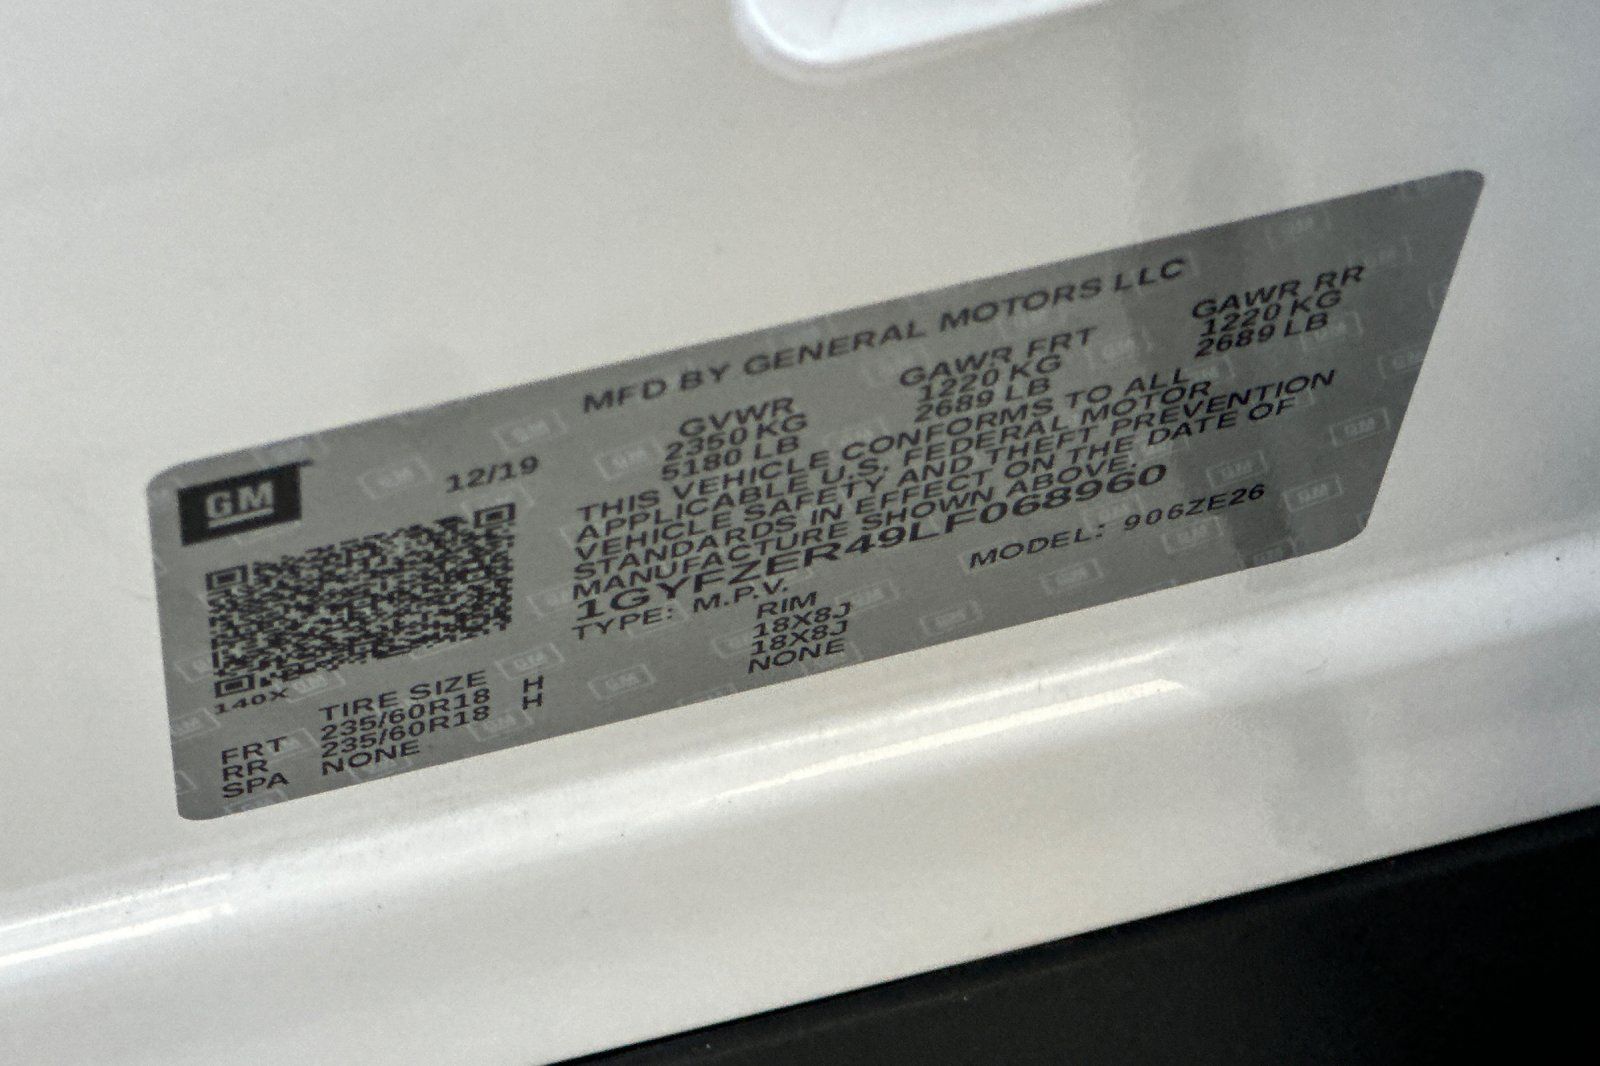 MFD BY GENERAL MOTORS LLC
GM
12/19
GVWR GAWR FRT GAWR RR
2350 KG 1220 KG 1220 KG
5180 LB 2689 LB 2689 LB
THIS VEHICLE CONFORMS TO ALL
APPLICABLE U.S. FEDERAL MOTOR
VEHICLE SAFETY AND THEFT PREVENTION
STANDARDS IN EFFECT ON THE DATE OF
MANUFACTURE SHOWN ABOVE.
1GYFZER49LF068960
TYPE: M.P.V. MODEL: 906ZE26
140X
TIRE SIZE RIM
FRT 235/60R18 H 18X8J
RR 235/60R18 H 18X8J
SPA NONE NONE